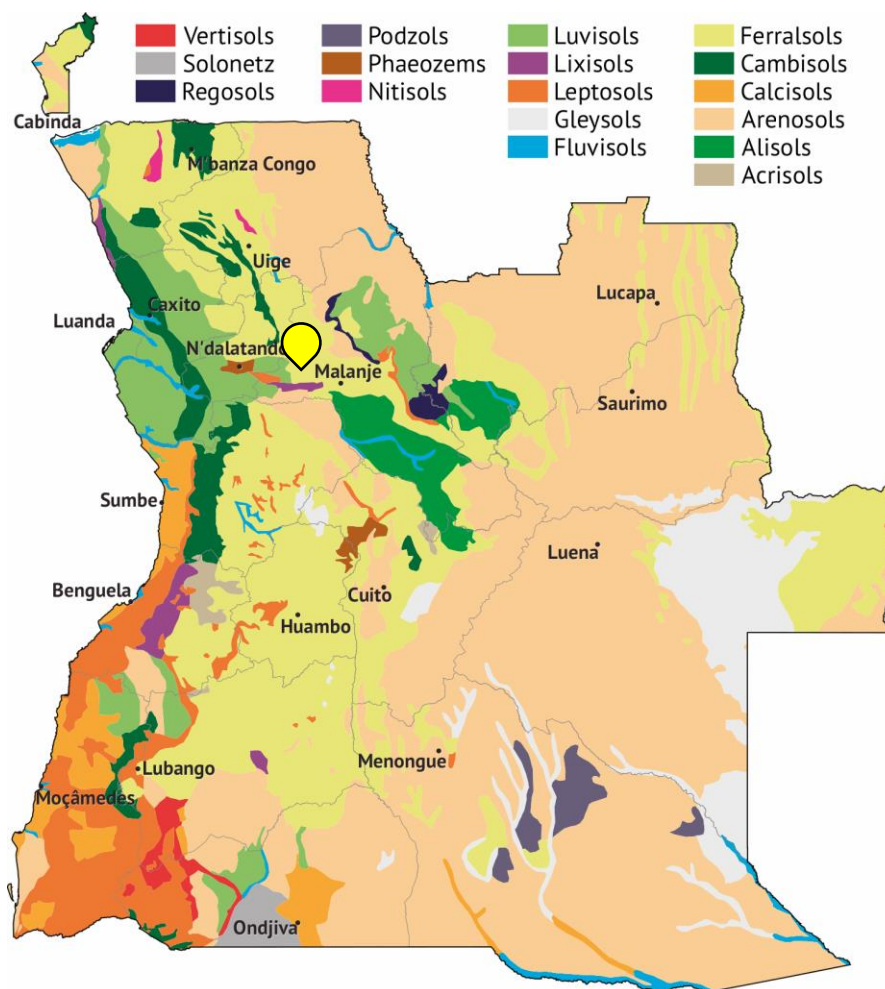 Vertisols
Solonetz
Regosols
Podzols
Phaeozems
Nitisols
Luvisols
Lixisols
Leptosols
Gleysols
Fluvisols
Ferralsols
Cambisols
Calcisols
Arenosols
Alisols
Acrisols
Cabinda
M'banza Congo
Uige
Lucapa
Caxito
Luanda
N'dalatando
Malanje
Saurimo
Sumbe
Luena
Benguela
Cuito
Huambo
Menongue
Lubango
Moçâmedes
Ondjiva